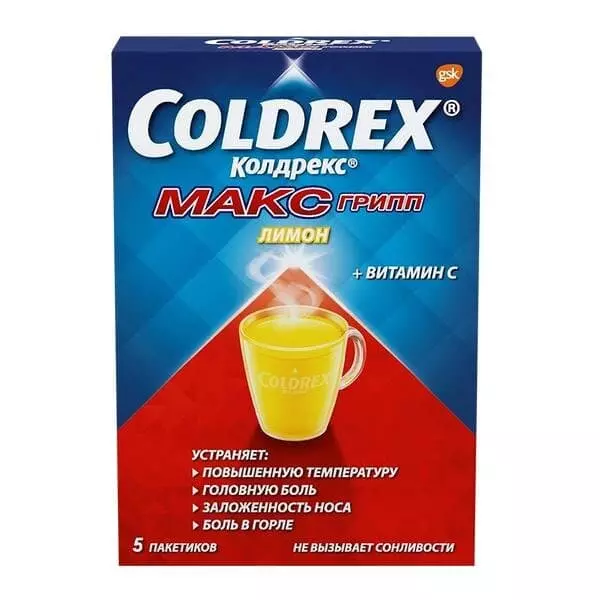 gsk
COLDREX®
Колдрекс®
МАКС ГРИПП
ЛИМОН
+ ВИТАМИН С
COLDREX
УСТРАНЯЕТ:
ПОВЫШЕННУЮ ТЕМПЕРАТУРУ
ГОЛОВНУЮ БОЛЬ
ЗАЛОЖЕННОСТЬ НОСА
БОЛЬ В ГОРЛЕ
5 ПАКЕТИКОВ НЕ ВЫЗЫВАЕТ СОНЛИВОСТИ